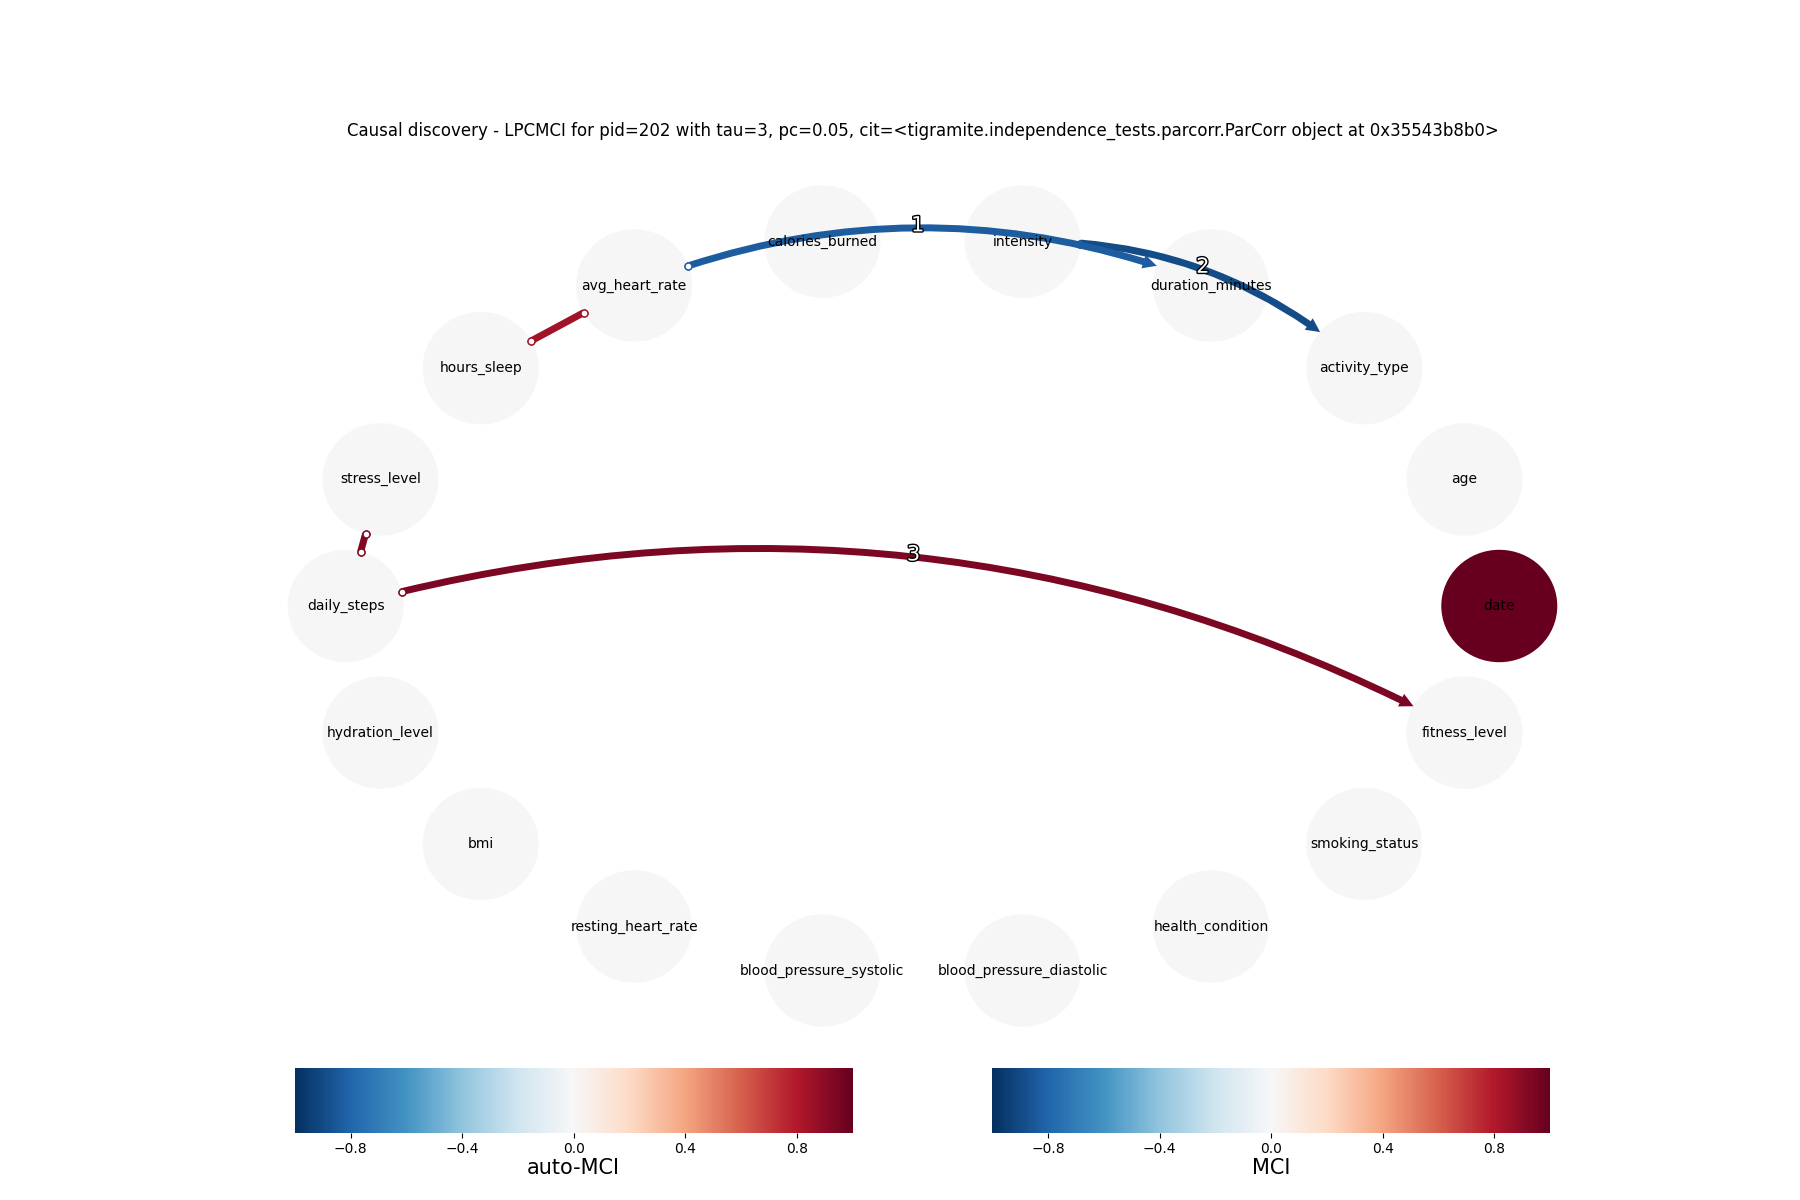 Causal discovery - LPCMCI for pid=202 with tau=3, pc=0.05, cit=<tigramite.independence_tests.parcorr.ParCorr object at 0x35543b8b0>
1
calories_burned
intensity
2
avg_heart_rate
duration_minutes
hours_sleep
activity_type
stress_level
age
3
daily_steps
date
hydration_level
fitness_level
bmi
smoking_status
resting_heart_rate
health_condition
blood_pressure_systolic
blood_pressure_diastolic
−0.8 −0.4 0.0 0.4 0.8
auto-MCI
−0.8 −0.4 0.0 0.4 0.8
MCI